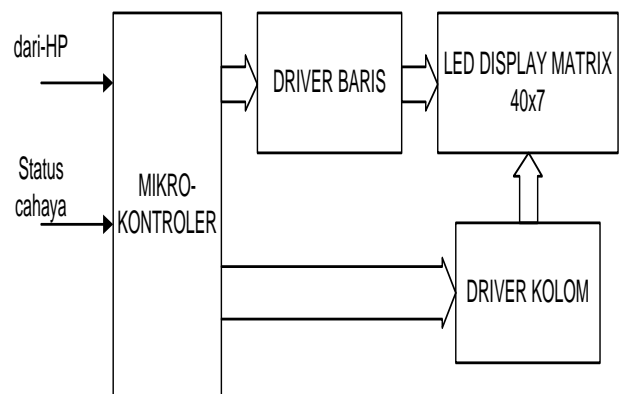 dari-HP
Status
cahaya
MIKRO-
KONTROLER
DRIVER BARIS
LED DISPLAY MATRIX
40x7
DRIVER KOLOM